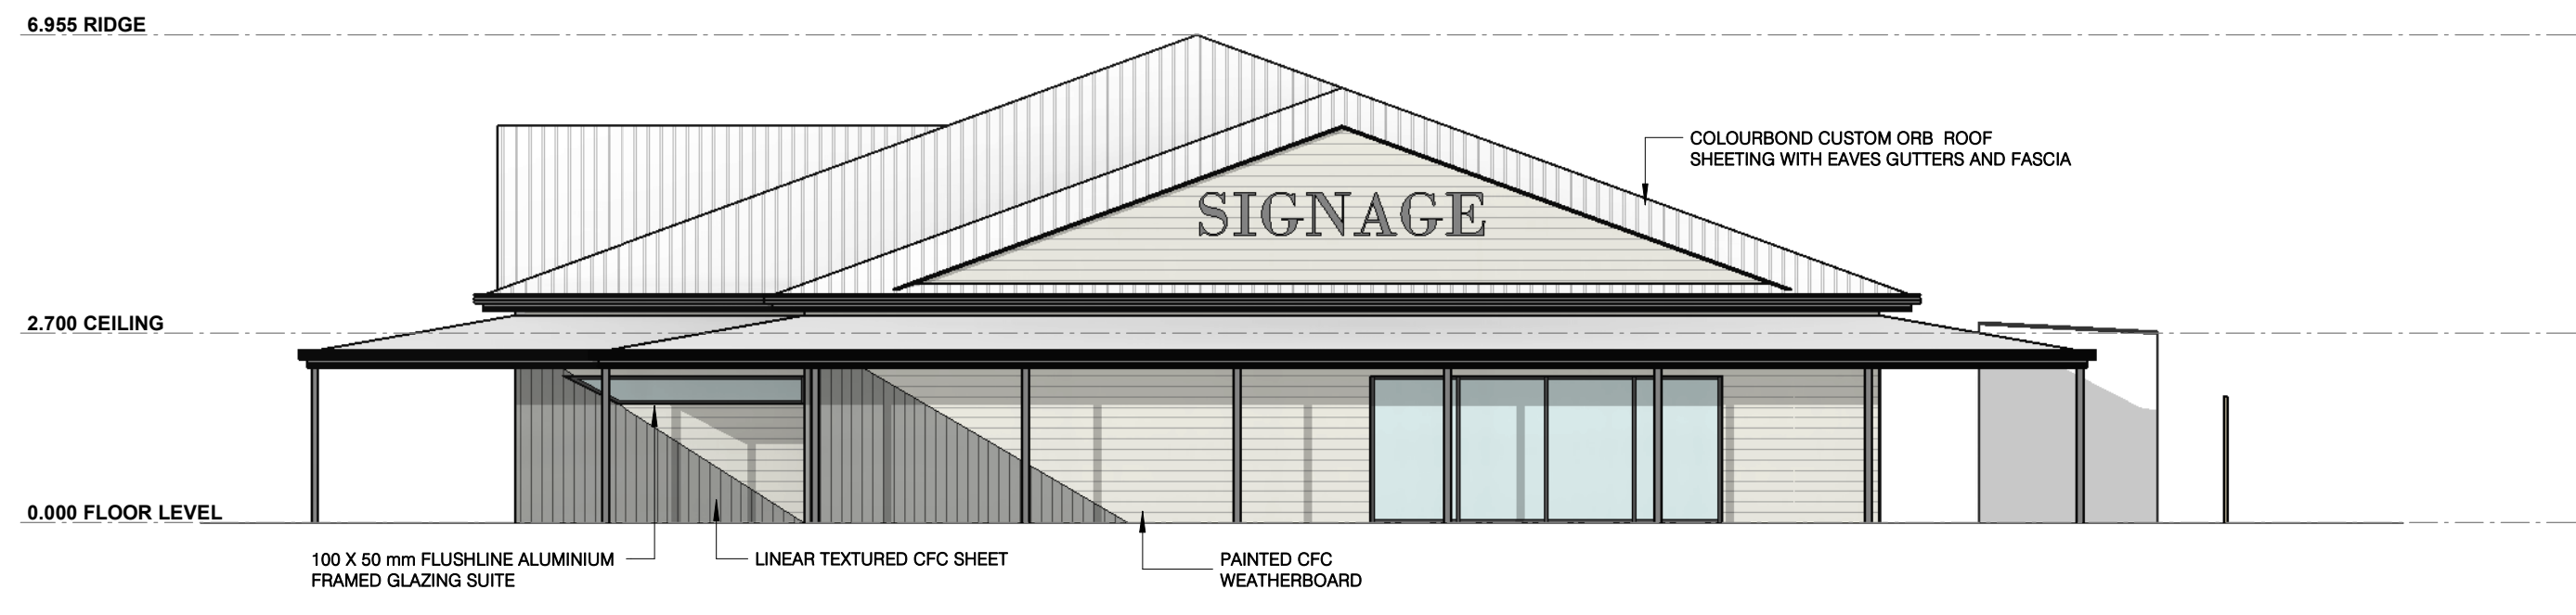 6.955 RIDGE
COLOURBOND CUSTOM ORB ROOF
SHEETING WITH EAVES GUTTERS AND FASCIA
SIGNAGE
2.700 CEILING
0.000 FLOOR LEVEL
100 X 50 mm FLUSHLINE ALUMINIUM
FRAMED GLAZING SUITE
LINEAR TEXTURED CFC SHEET
PAINTED CFC
WEATHERBOARD